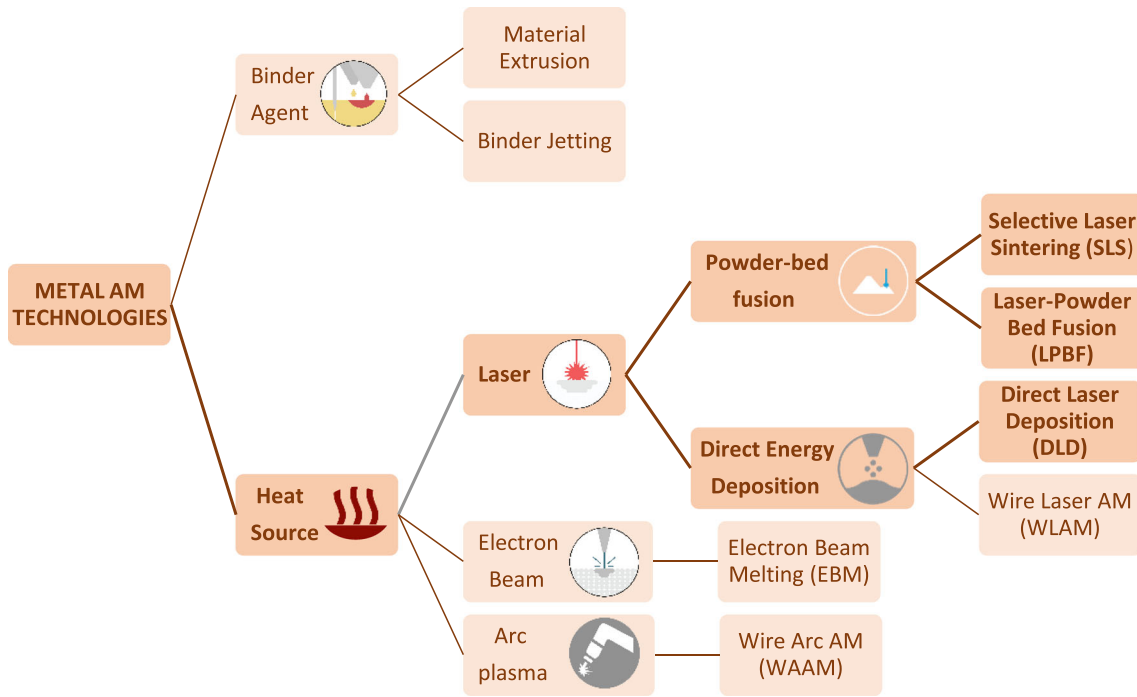 METAL AM
TECHNOLOGIES
Binder
Agent
Material
Extrusion
Binder Jetting
Heat
Source
Laser
Powder-bed
fusion
Selective Laser
Sintering (SLS)
Laser-Powder
Bed Fusion
(LPBF)
Direct Energy
Deposition
Direct Laser
Deposition
(DLD)
Wire Laser AM
(WLAM)
Electron
Beam
Electron Beam
Melting (EBM)
Arc
plasma
Wire Arc AM
(WAAM)